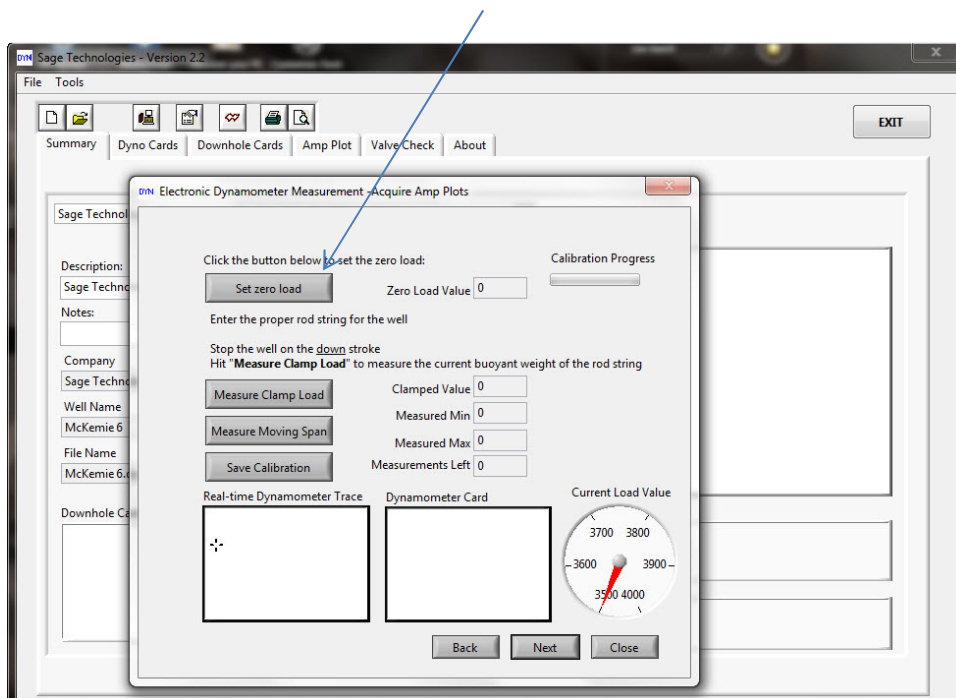 DYN Sage Technologies - Version 2.2
File Tools
EXIT
Summary Dyno Cards Downhole Cards Amp Plot Valve Check About
DYN Electronic Dynamometer Measurement -Acquire Amp Plots
Sage Technol
Description:
Sage Techno
Notes:
Company
Sage Techno
Well Name
McKemie 6
File Name
McKemie 6.
Downhole Ca
Click the button below to set the zero load:
Calibration Progress
Set zero load
Zero Load Value 0
Enter the proper rod string for the well
Stop the well on the down stroke
Hit "Measure Clamp Load" to measure the current buoyant weight of the rod string
Measure Clamp Load
Clamped Value 0
Measured Min 0
Measure Moving Span
Measured Max 0
Save Calibration
Measurements Left 0
Real-time Dynamometer Trace
Dynamometer Card
Current Load Value
3700 3800
3600 3900
3500 4000
Back Next Close